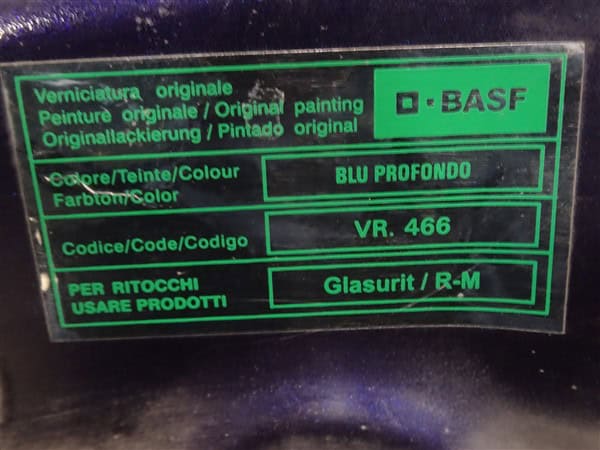 Verniciatura originale
Peinture originale / Original painting
Originallackierung / Pintado original
BASF
Colore/Teinte/Colour
Farbton/Color
BLU PROFONDO
Codice/Code/Codigo
VR. 466
PER RITOCCHI
USARE PRODOTTI
Glasurit / R-M